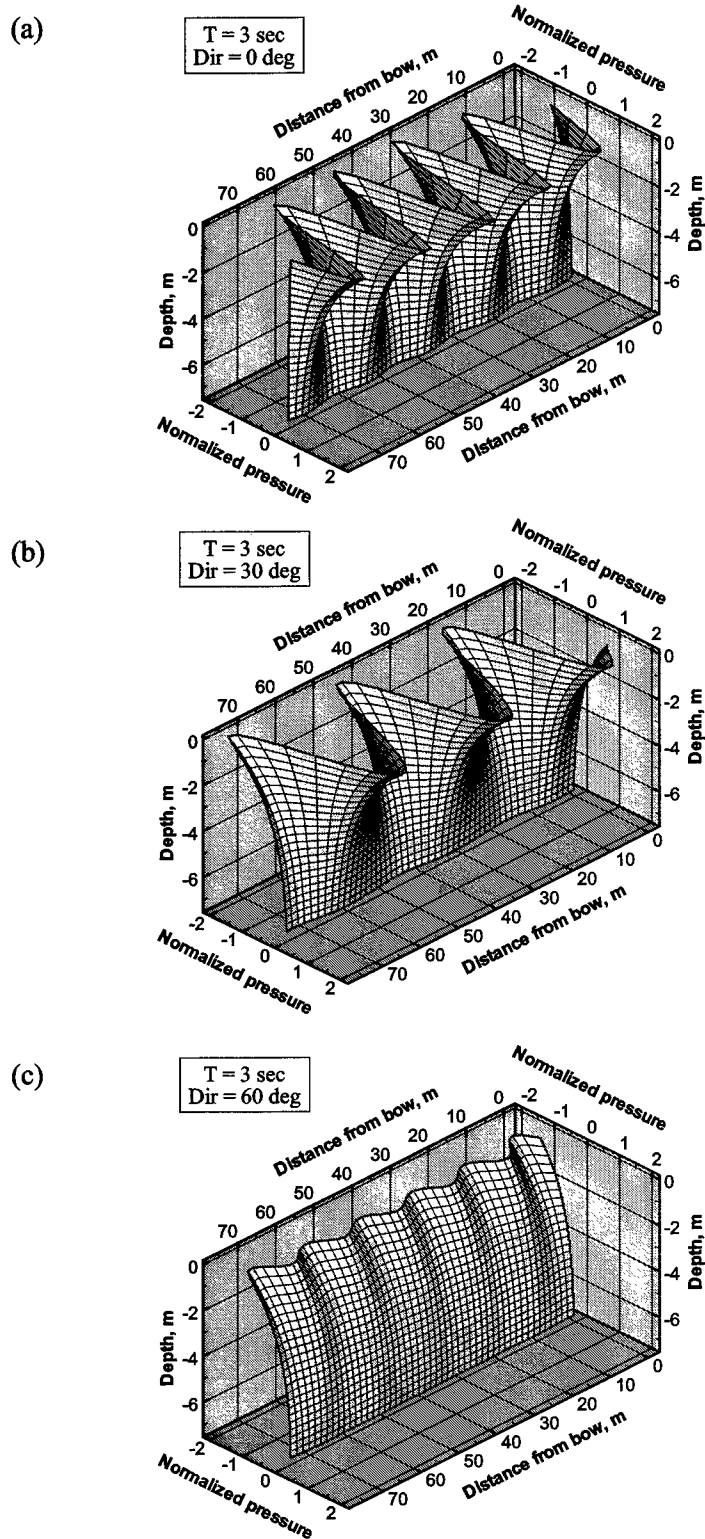 (a)
T = 3 sec
Dir = 0 deg
Distance from bow, m
Normalized pressure
0 10 20 30 40 50 60 70
-2 -1 0 1 2
Depth, m
0 -2 -4 -6
Depth, m
0 -2 -4 -6
Normalized pressure
-2 -1 0 1 2
Distance from bow, m
70 60 50 40 30 20 10 0
(b)
T = 3 sec
Dir = 30 deg
Distance from bow, m
Normalized pressure
0 10 20 30 40 50 60 70
-2 -1 0 1 2
Depth, m
0 -2 -4 -6
Depth, m
0 -2 -4 -6
Normalized pressure
-2 -1 0 1 2
Distance from bow, m
70 60 50 40 30 20 10 0
(c)
T = 3 sec
Dir = 60 deg
Distance from bow, m
Normalized pressure
0 10 20 30 40 50 60 70
-2 -1 0 1 2
Depth, m
0 -2 -4 -6
Depth, m
0 -2 -4 -6
Normalized pressure
-2 -1 0 1 2
Distance from bow, m
70 60 50 40 30 20 10 0